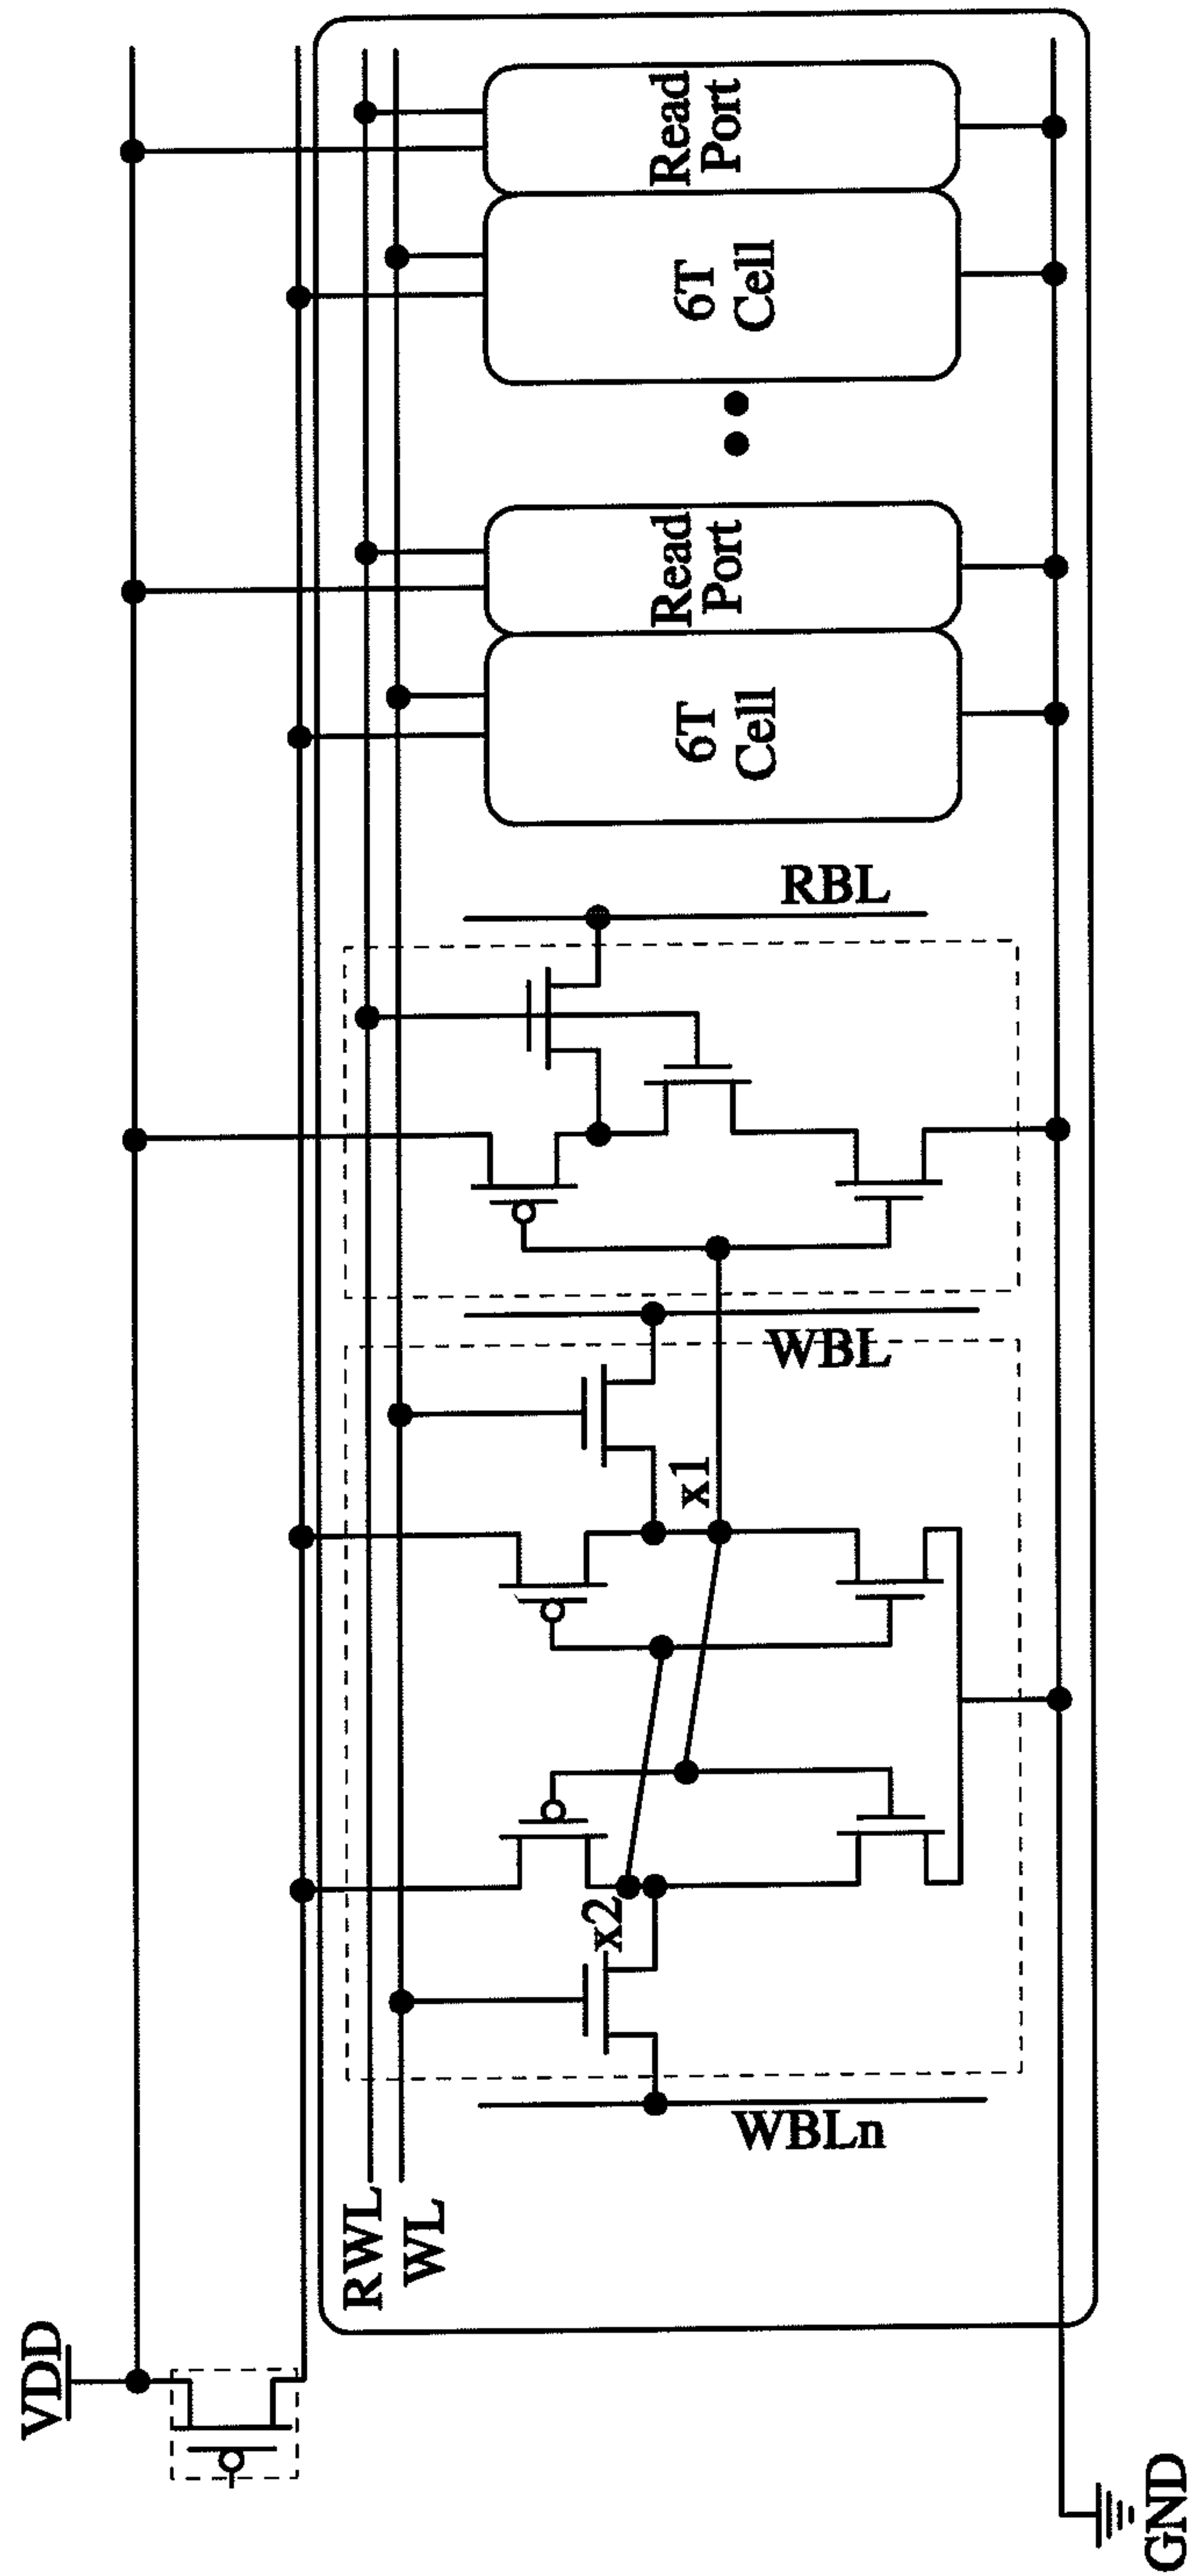 VDD
RWL
WL
WBLn
x2
x1
WBL
RBL
6T
Cell
Read
Port
6T
Cell
Read
Port
GND